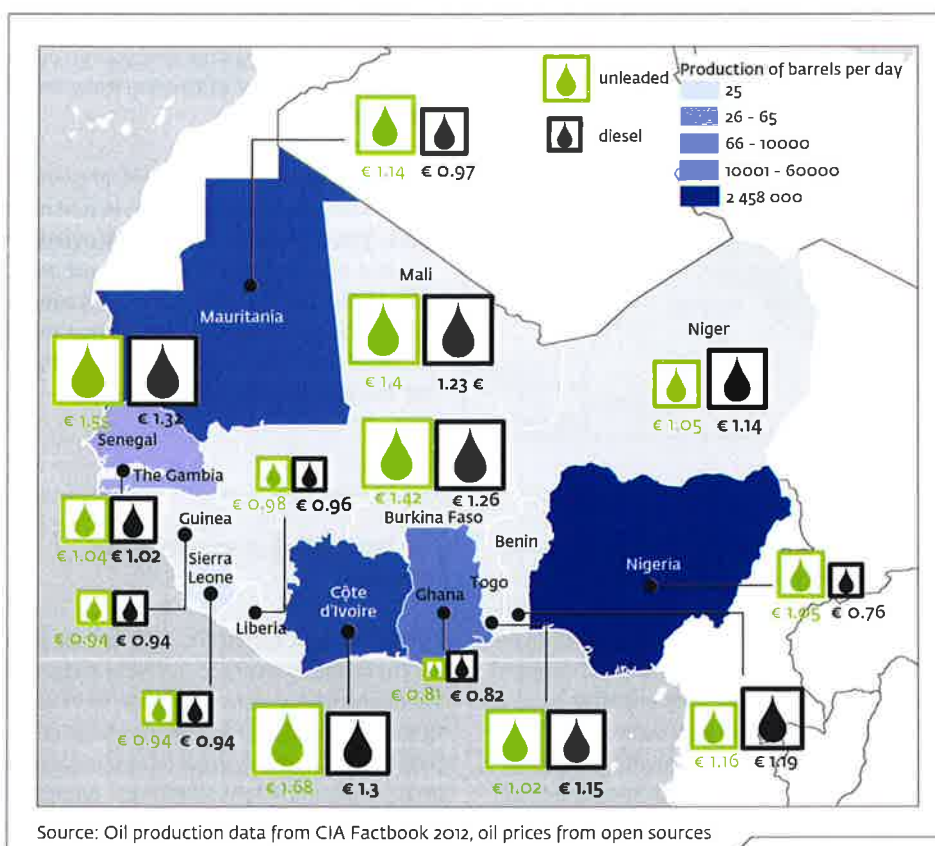 unleaded
diesel
Production of barrels per day
25
26 - 65
66 - 10000
10001 - 60000
2 458 000
€ 1.14 € 0.97
Mali
Mauritania
€ 1.4 1.23 €
Niger
€ 1.05 € 1.14
€ 1.55 € 1.32
Senegal
The Gambia
€ 0.98 € 0.96
€ 1.42 € 1.26
Burkina Faso
€ 1.04 € 1.02
Guinea
Benin
Sierra
Leone
Nigeria
Côte
d'Ivoire
Ghana
Togo
€ 1.05 € 0.76
Liberia
€ 0.94 € 0.94
€ 0.81 € 0.82
€ 0.94 € 0.94
€ 1.68 € 1.3
€ 1.02 € 1.15
€ 1.16 € 1.19
Source: Oil production data from CIA Factbook 2012, oil prices from open sources